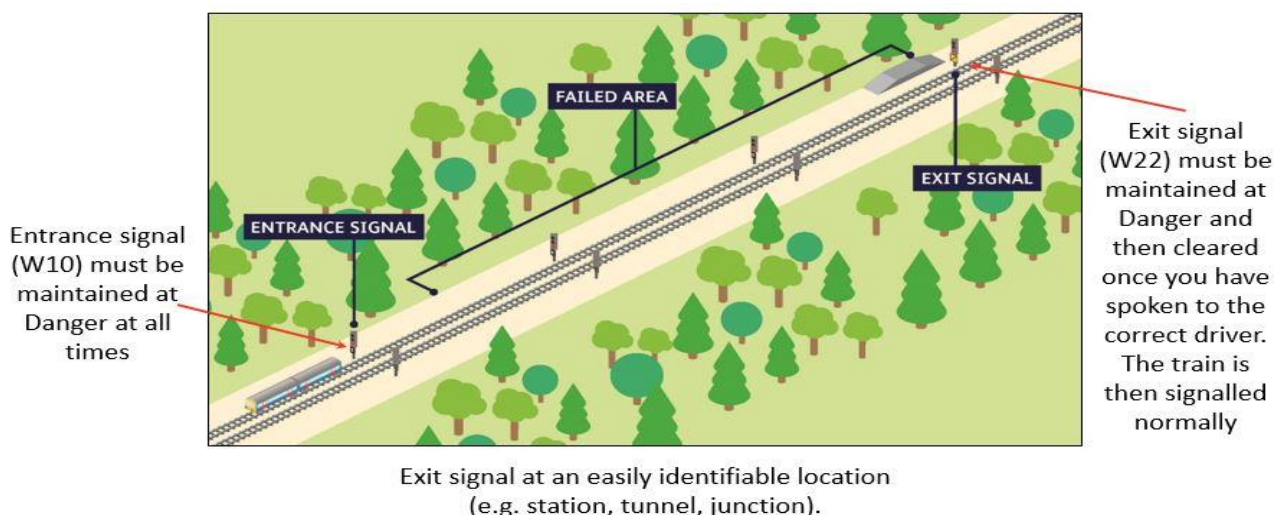 FAILED AREA
EXIT SIGNAL
ENTRANCE SIGNAL
Entrance signal
(W10) must be
maintained at
Danger at all
times
Exit signal
(W22) must be
maintained at
Danger and
then cleared
once you have
spoken to the
correct driver.
The train is
then signalled
normally
Exit signal at an easily identifiable location
(e.g. station, tunnel, junction).